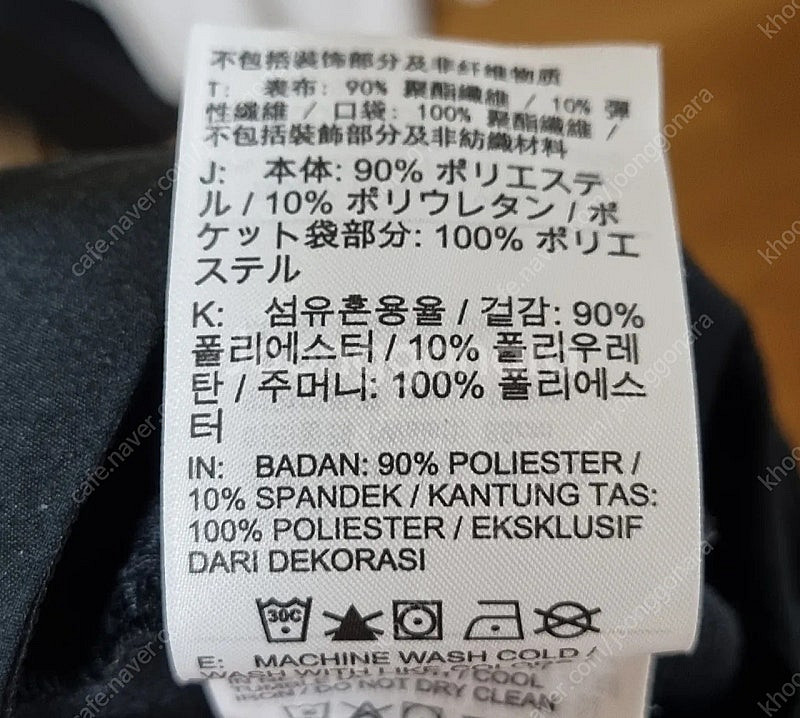 不包括裝饰部分及非纤维物质
T: 表布: 90% 聚酯纖維 / 10% 彈
性纖維 / 口袋: 100% 聚酯纖維 /
不包括裝飾部分及非紡織材料
J: 本体: 90% ポリエステ
ル / 10% ポリウレタン / ポ
ケット袋部分: 100% ポリエ
ステル
K: 섬유혼용율 / 겉감: 90%
폴리에스터 / 10% 폴리우레
탄 / 주머니: 100% 폴리에스
터
IN: BADAN: 90% POLIESTER /
10% SPANDEK / KANTUNG TAS:
100% POLIESTER / EKSKLUSIF
DARI DEKORASI
30C
E: MACHINE WASH COLD /
WASH WITH LIKE
COOL
IRON / DO NOT DRY CLEAN
cafe.naver.com/joonggonara